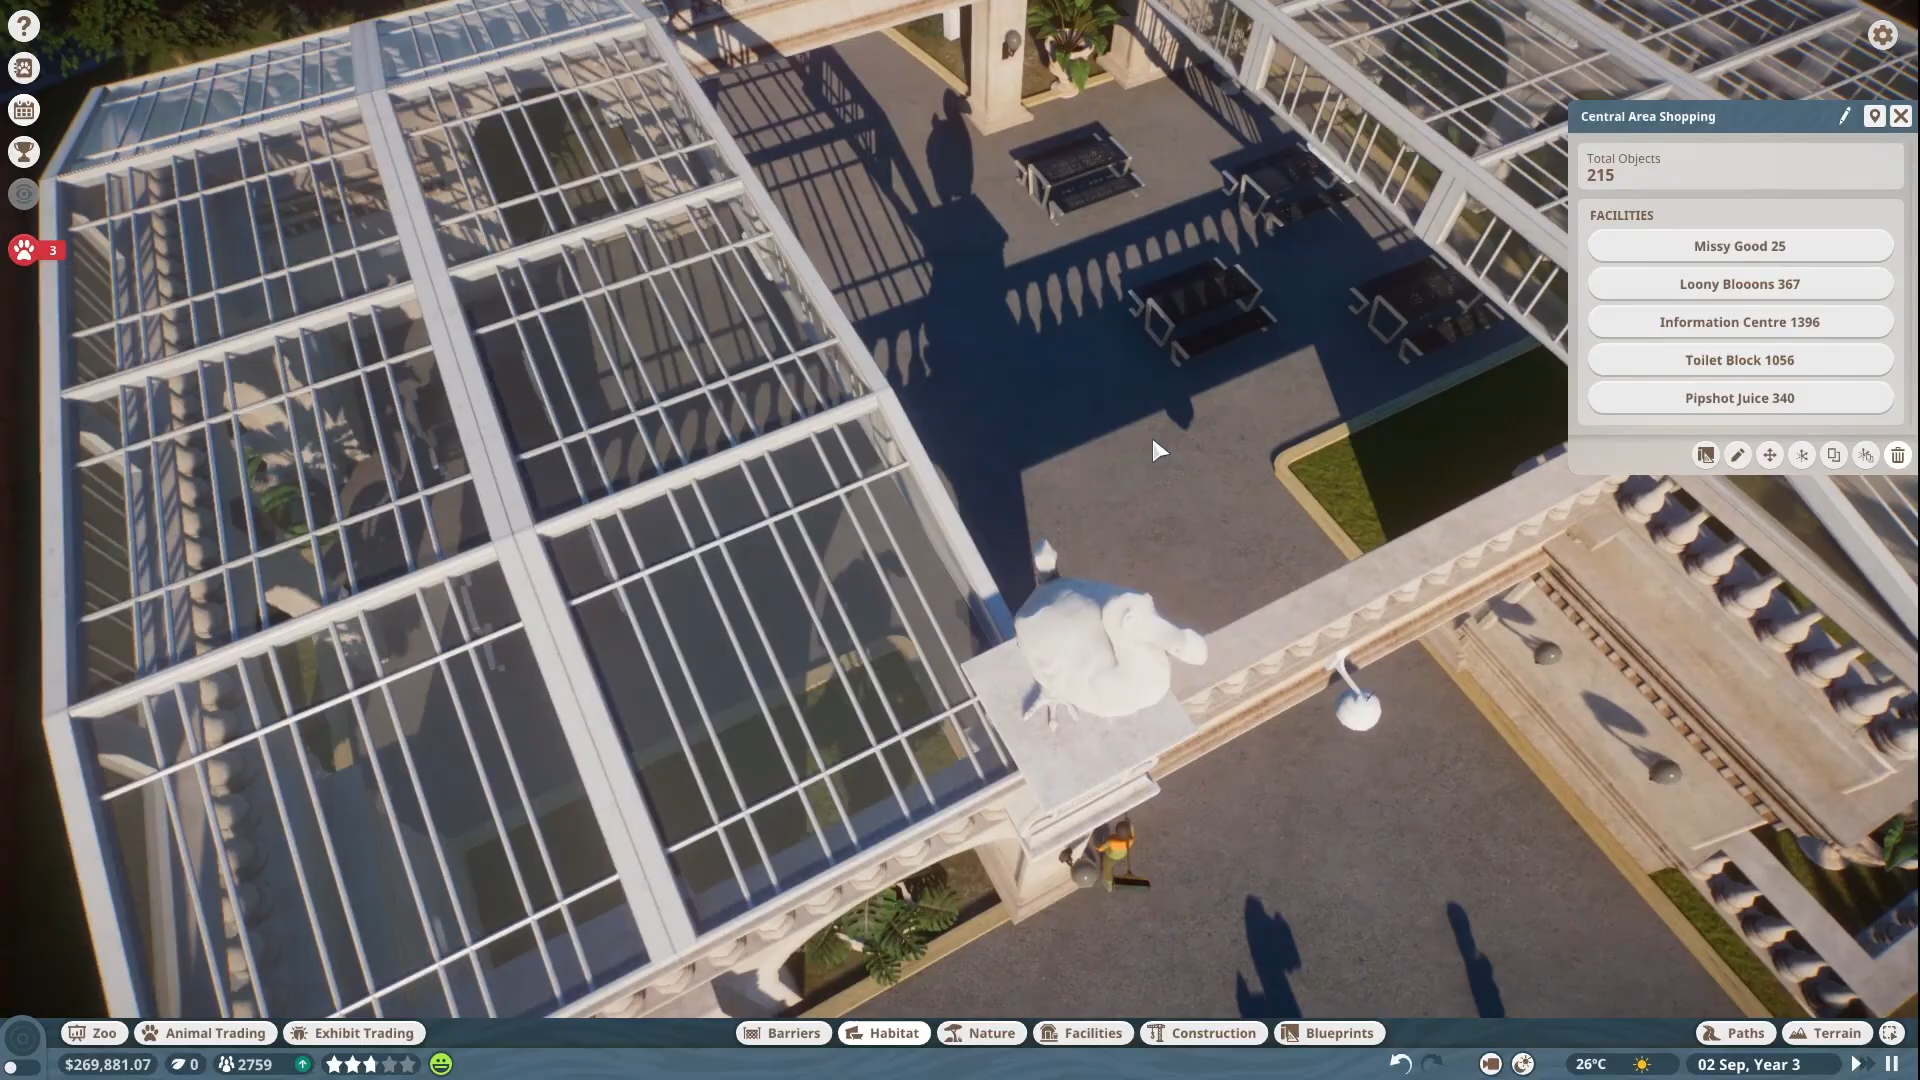 Central Area Shopping
Total Objects
215
FACILITIES
Missy Good 25
Loony Blooons 367
Information Centre 1396
Toilet Block 1056
Pipshot Juice 340
3
Zoo
Animal Trading
Exhibit Trading
Barriers
Habitat
Nature
Facilities
Construction
Blueprints
Paths
Terrain
$269,881.07
0
2759
26°C
02 Sep, Year 3